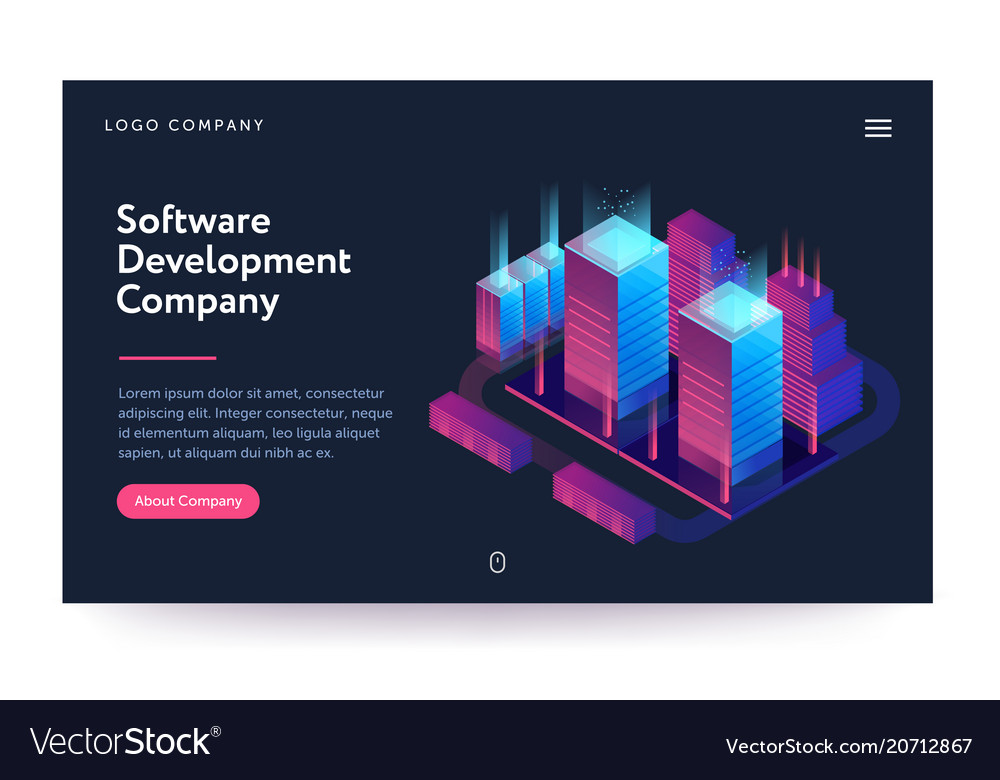 LOGO COMPANY
Software
Development
Company
Lorem ipsum dolor sit amet, consectetur
adipiscing elit. Integer consectetur, neque
id elementum aliquam, leo ligula aliquet
sapien, ut aliquam dui nibh ac ex.
About Company
VectorStock®
VectorStock.com/20712867